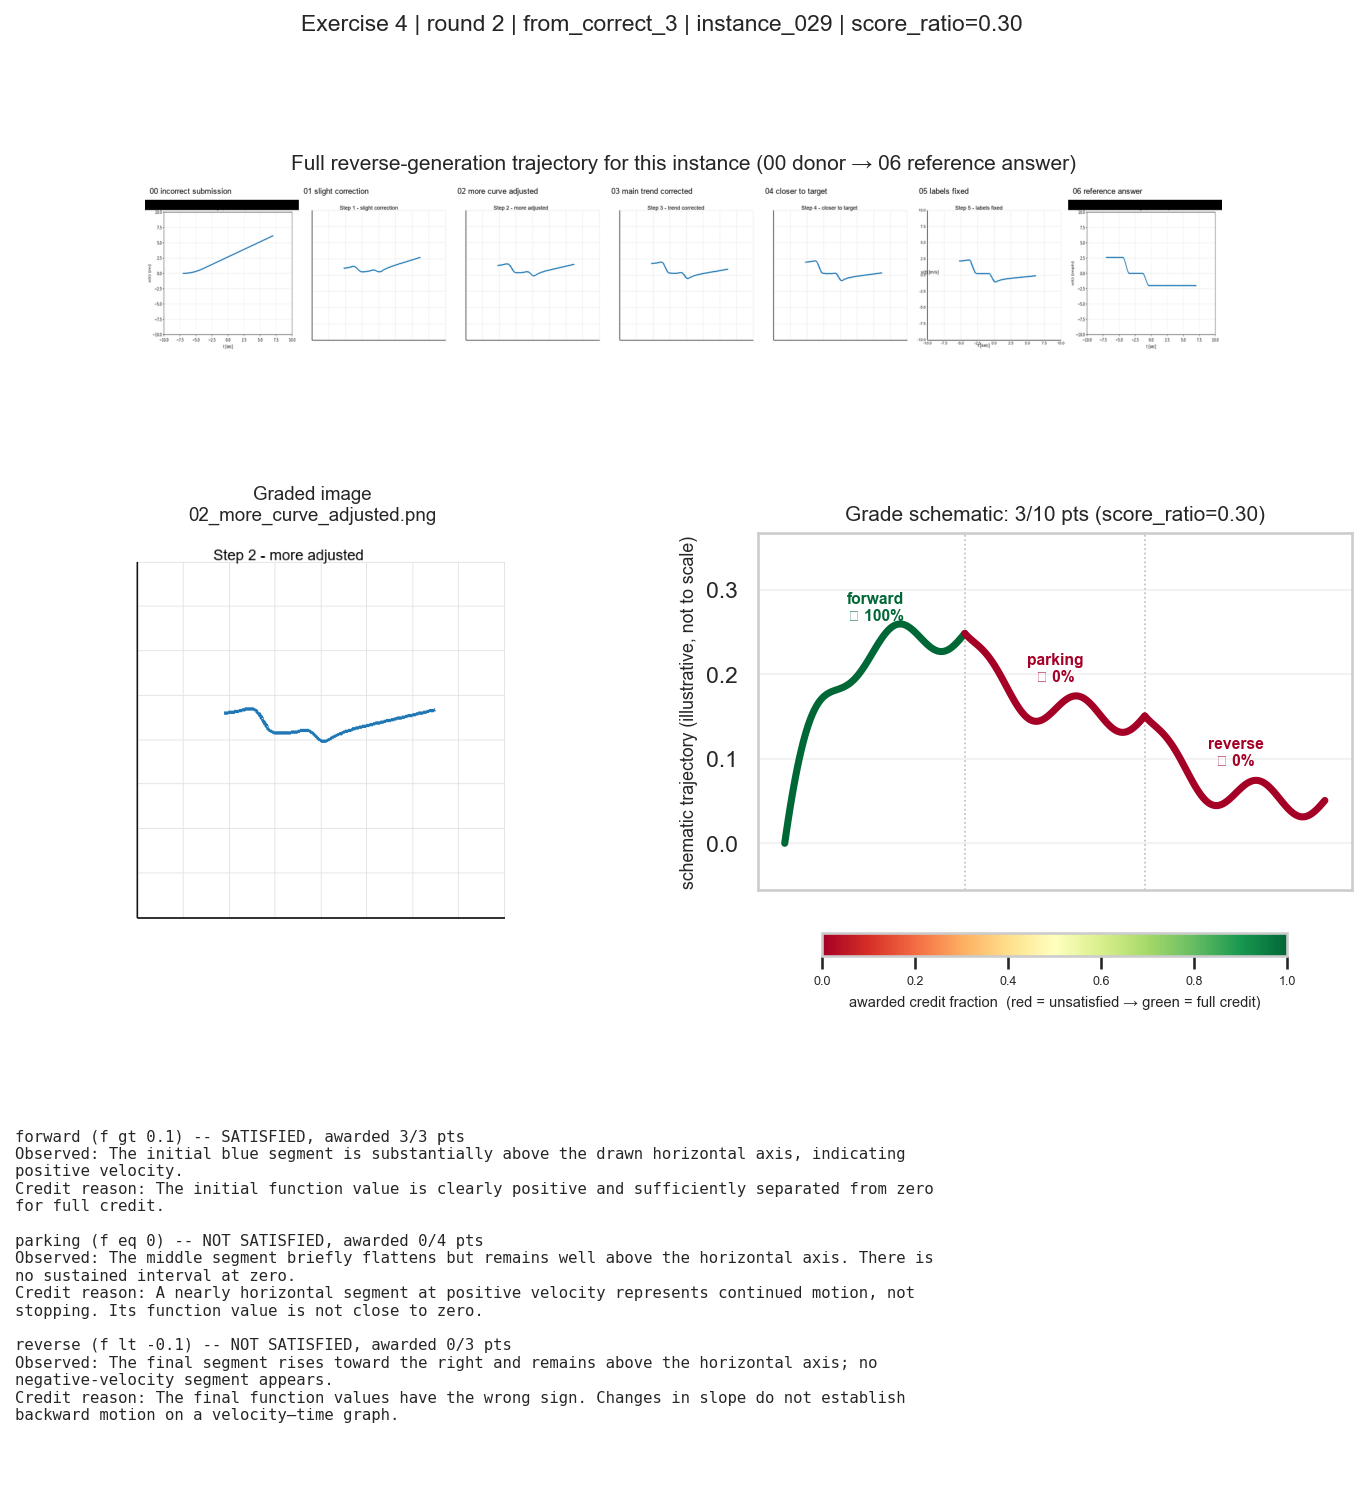 Exercise 4 | round 2 | from_correct_3 | instance_029 | score_ratio=0.30
Full reverse-generation trajectory for this instance (00 donor → 06 reference answer)
00 incorrect submission
01 slight correction
02 more curve adjusted
03 main trend corrected
04 closer to target
05 labels fixed
06 reference answer
Step 1 - slight correction
Step 2 - more adjusted
Step 3 - trend corrected
Step 4 - closer to target
Step 5 - labels fixed
Graded image
02_more_curve_adjusted.png
Step 2 - more adjusted
Grade schematic: 3/10 pts (score_ratio=0.30)
schematic trajectory (illustrative, not to scale)
0.3
0.2
0.1
0.0
forward
100%
parking
0%
reverse
0%
0.0 0.2 0.4 0.6 0.8 1.0
awarded credit fraction (red = unsatisfied → green = full credit)
forward (f gt 0.1) -- SATISFIED, awarded 3/3 pts
Observed: The initial blue segment is substantially above the drawn horizontal axis, indicating
positive velocity.
Credit reason: The initial function value is clearly positive and sufficiently separated from zero
for full credit.
parking (f eq 0) -- NOT SATISFIED, awarded 0/4 pts
Observed: The middle segment briefly flattens but remains well above the horizontal axis. There is
no sustained interval at zero.
Credit reason: A nearly horizontal segment at positive velocity represents continued motion, not
stopping. Its function value is not close to zero.
reverse (f lt -0.1) -- NOT SATISFIED, awarded 0/3 pts
Observed: The final segment rises toward the right and remains above the horizontal axis; no
negative-velocity segment appears.
Credit reason: The final function values have the wrong sign. Changes in slope do not establish
backward motion on a velocity–time graph.